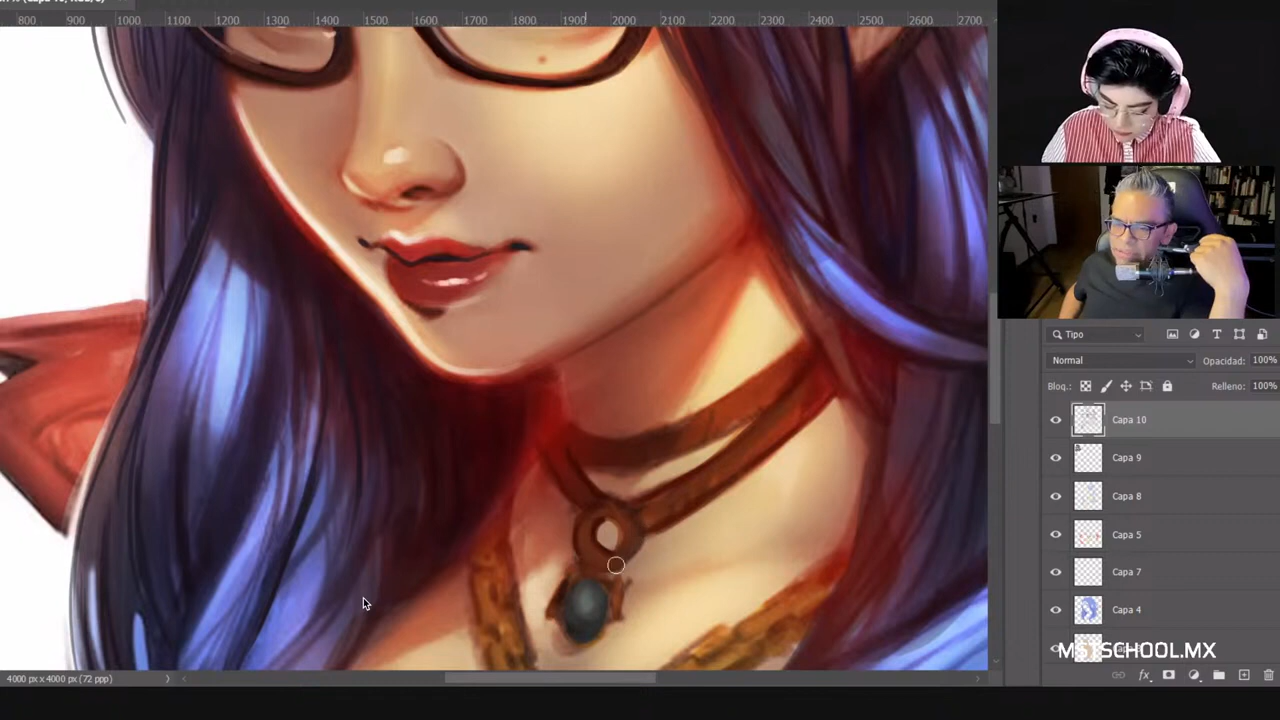 800 900 1000 1100 1200 1300 1400 1500 1600 1700 1800 1900 2000 2100 2200 2300 2400 2500 2600 2700
Tipo
Normal
Opacidad: 100%
Bloq.:
Relleno: 100%
Capa 10
Capa 9
Capa 8
Capa 5
Capa 7
Capa 4
MSTSCHOOL.MX
fx
4000 px x 4000 px (72 ppp)